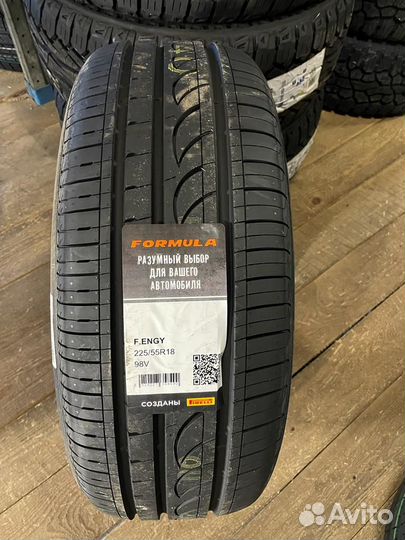 FORMULA
РАЗУМНЫЙ ВЫБОР
ДЛЯ ВАШЕГО
АВТОМОБИЛЯ
F.ENGY
225/55R18
98V
СОЗДАНЫ PIRELLI
Avito